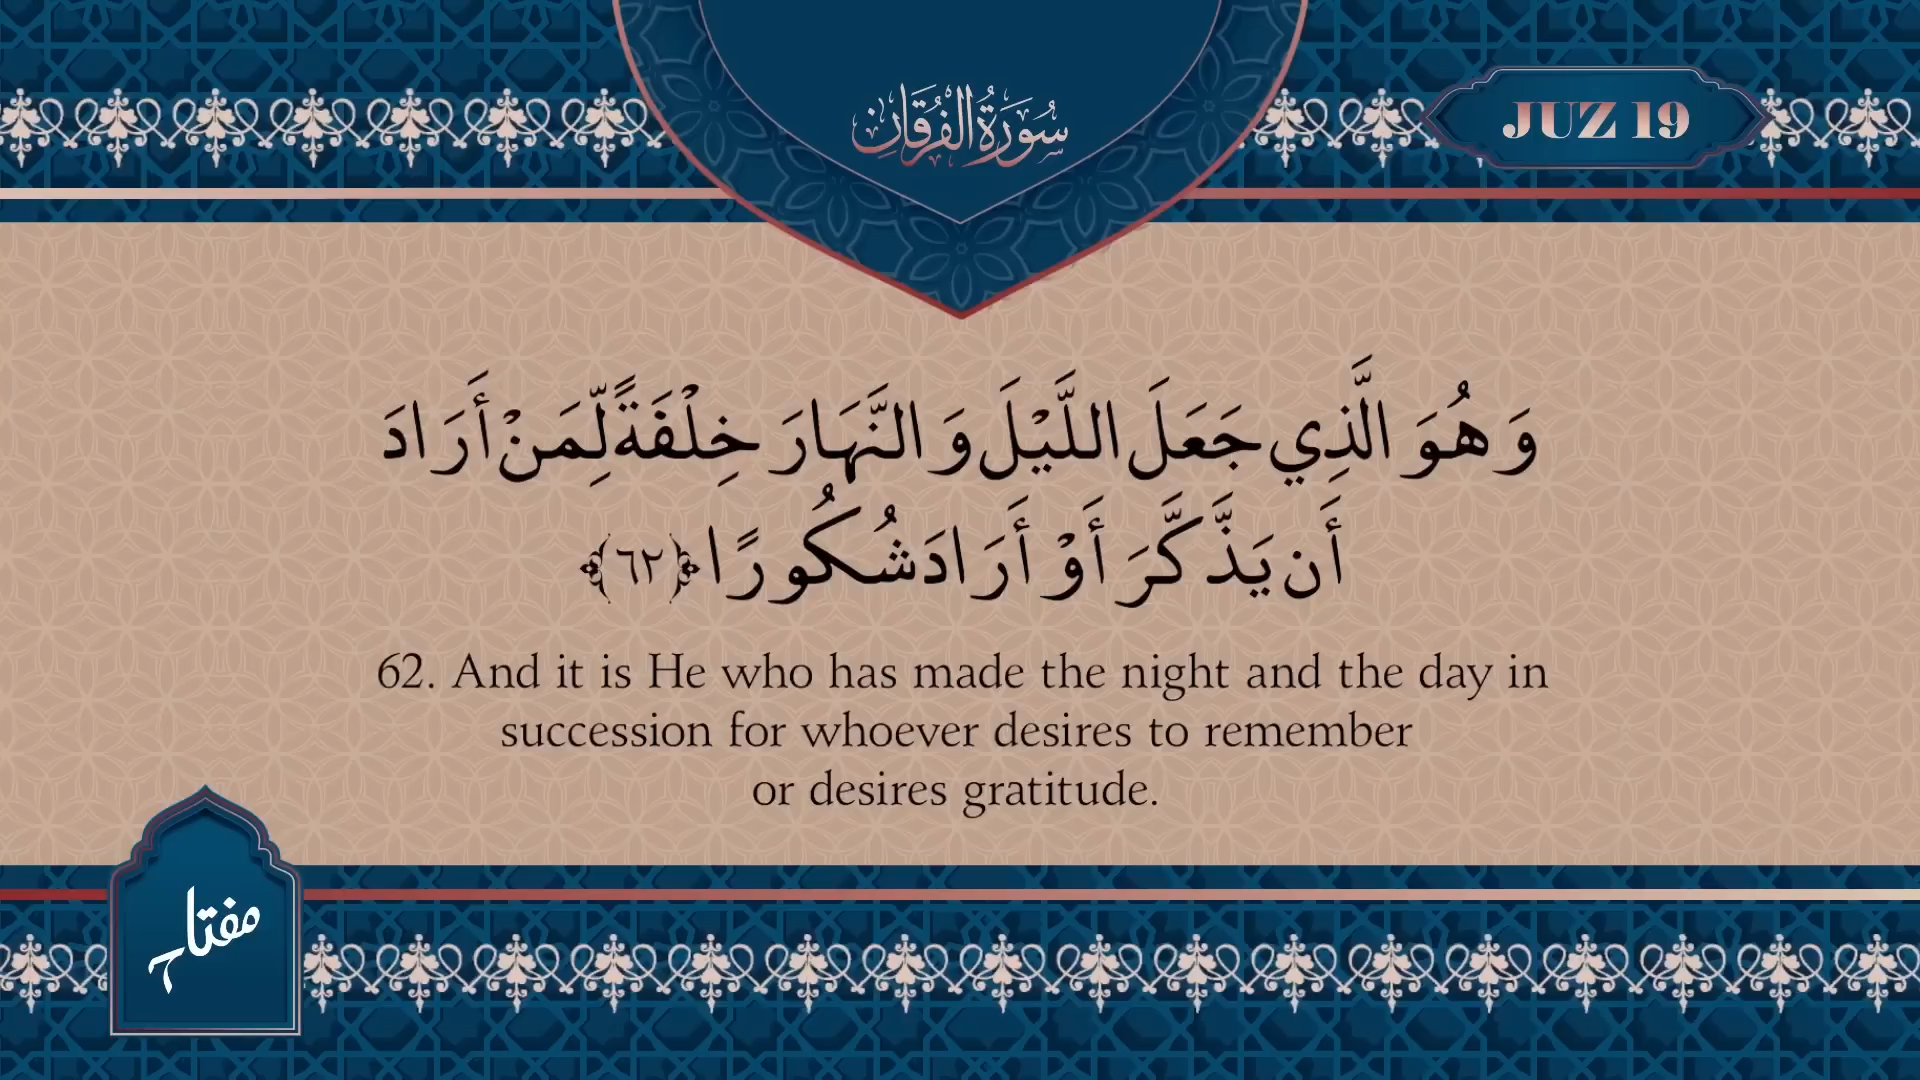 سُورَةُ الْفُرْقَانِ
JUZ 19
وَهُوَ الَّذِي جَعَلَ اللَّيْلَ وَالنَّهَارَ خِلْفَةً لِّمَنْ أَرَادَ
أَن يَذَّكَّرَ أَوْ أَرَادَ شُكُورًا ﴿٦٢﴾
62. And it is He who has made the night and the day in
succession for whoever desires to remember
or desires gratitude.
مفتاح